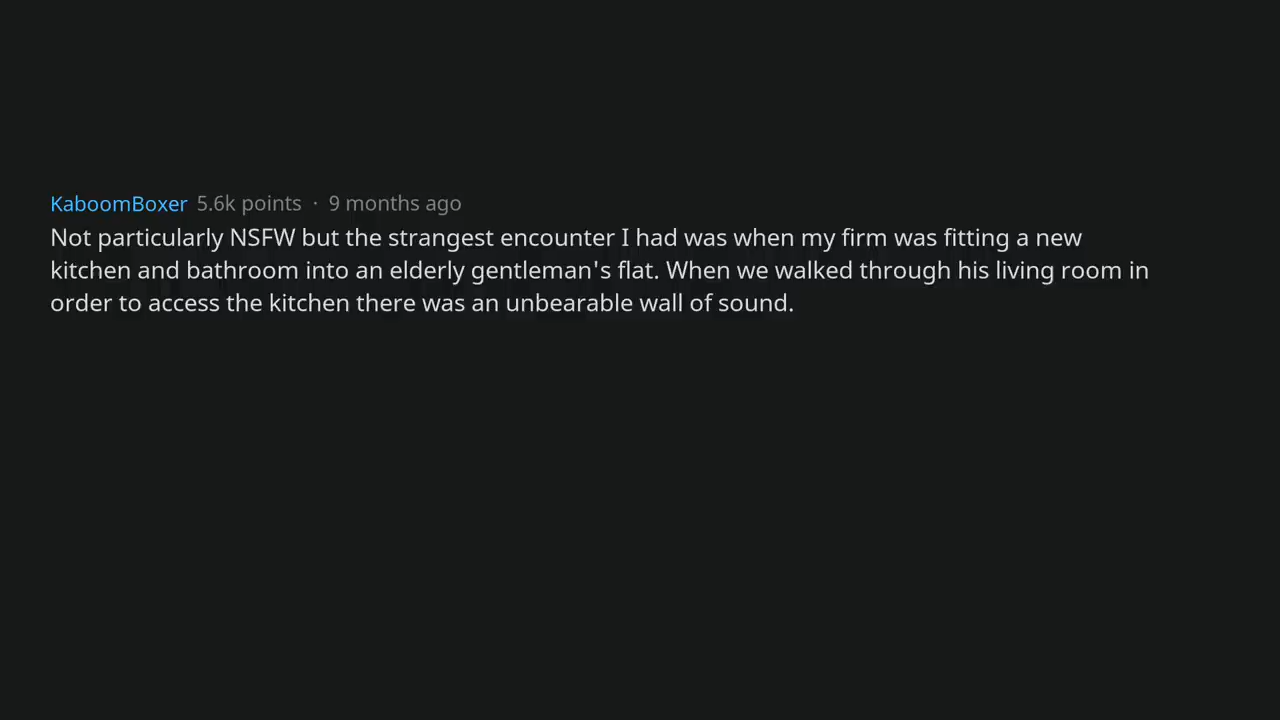 KaboomBoxer 5.6k points · 9 months ago
Not particularly NSFW but the strangest encounter I had was when my firm was fitting a new
kitchen and bathroom into an elderly gentleman's flat. When we walked through his living room in
order to access the kitchen there was an unbearable wall of sound.